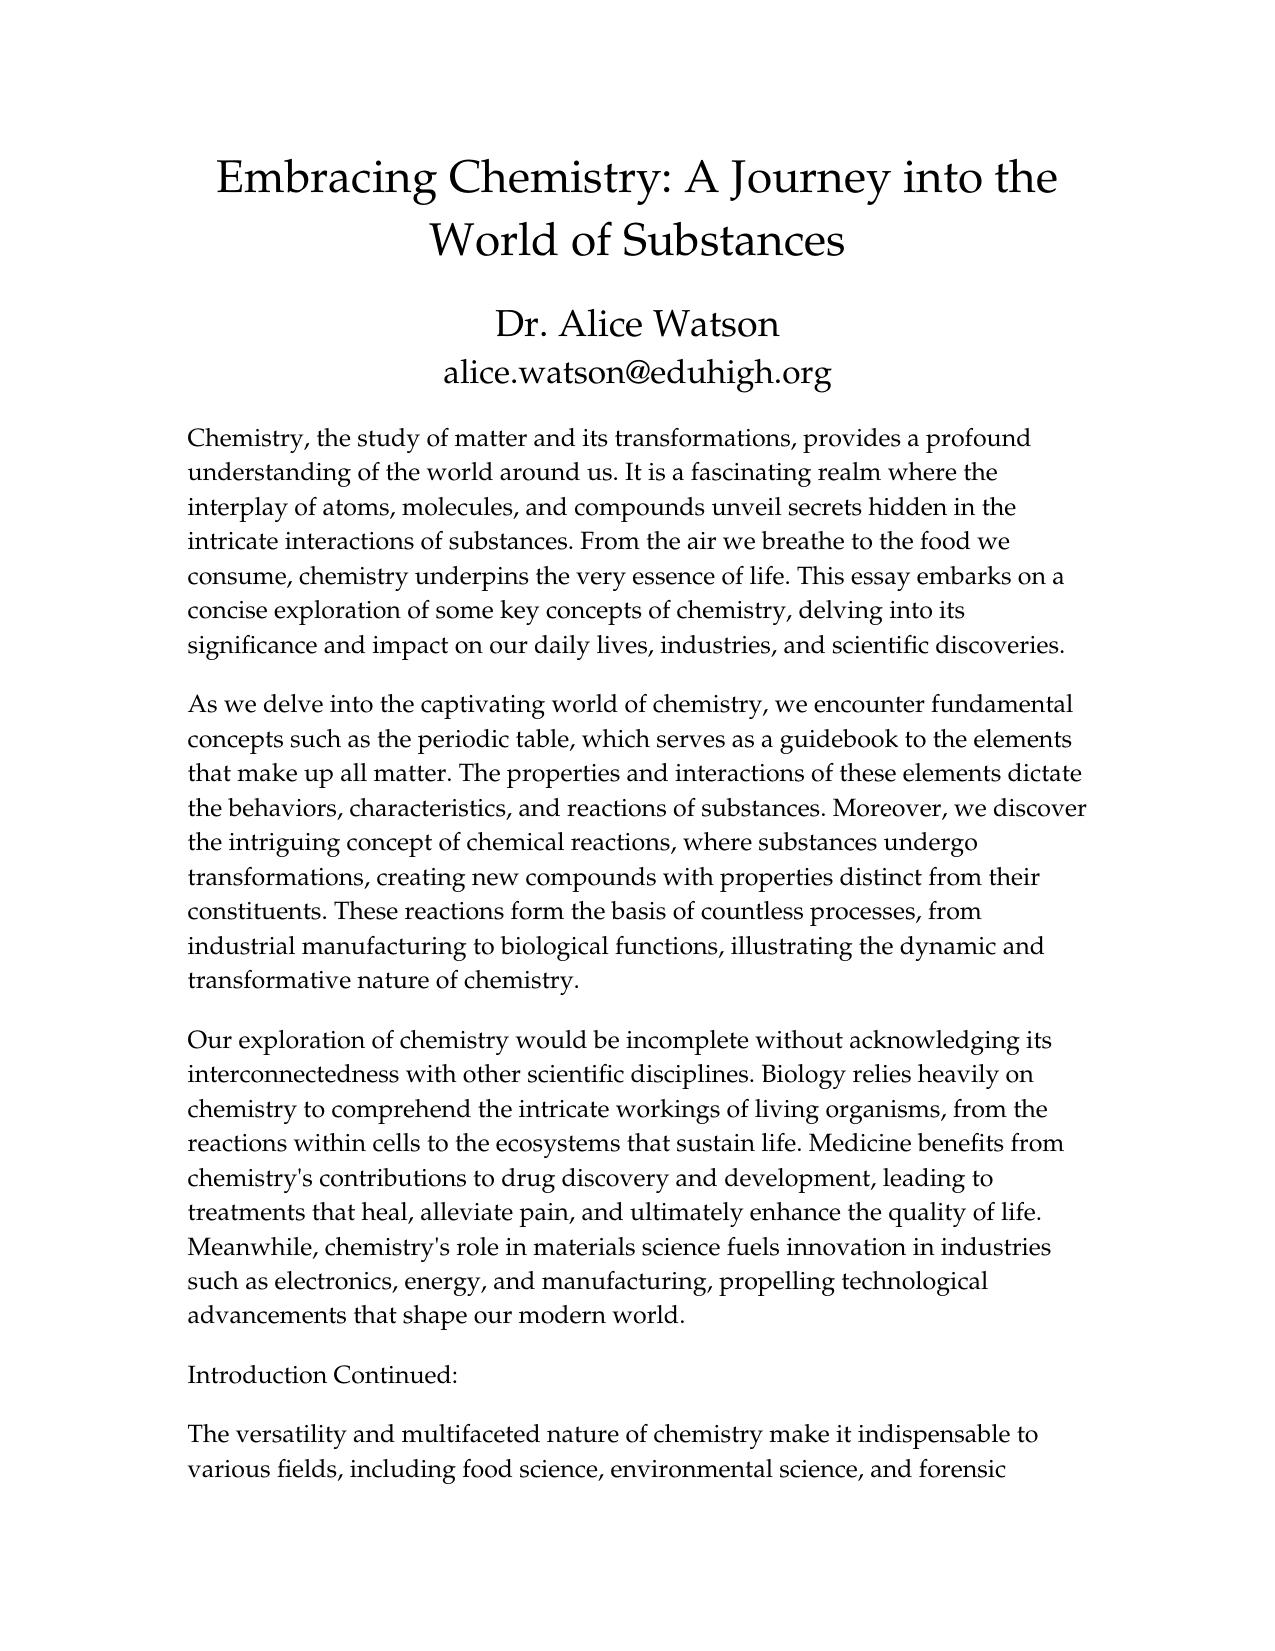 Embracing Chemistry: A Journey into the
World of Substances
Dr. Alice Watson
alice.watson@eduhigh.org
Chemistry, the study of matter and its transformations, provides a profound
understanding of the world around us. It is a fascinating realm where the
interplay of atoms, molecules, and compounds unveil secrets hidden in the
intricate interactions of substances. From the air we breathe to the food we
consume, chemistry underpins the very essence of life. This essay embarks on a
concise exploration of some key concepts of chemistry, delving into its
significance and impact on our daily lives, industries, and scientific discoveries.
As we delve into the captivating world of chemistry, we encounter fundamental
concepts such as the periodic table, which serves as a guidebook to the elements
that make up all matter. The properties and interactions of these elements dictate
the behaviors, characteristics, and reactions of substances. Moreover, we discover
the intriguing concept of chemical reactions, where substances undergo
transformations, creating new compounds with properties distinct from their
constituents. These reactions form the basis of countless processes, from
industrial manufacturing to biological functions, illustrating the dynamic and
transformative nature of chemistry.
Our exploration of chemistry would be incomplete without acknowledging its
interconnectedness with other scientific disciplines. Biology relies heavily on
chemistry to comprehend the intricate workings of living organisms, from the
reactions within cells to the ecosystems that sustain life. Medicine benefits from
chemistry's contributions to drug discovery and development, leading to
treatments that heal, alleviate pain, and ultimately enhance the quality of life.
Meanwhile, chemistry's role in materials science fuels innovation in industries
such as electronics, energy, and manufacturing, propelling technological
advancements that shape our modern world.
Introduction Continued:
The versatility and multifaceted nature of chemistry make it indispensable to
various fields, including food science, environmental science, and forensic